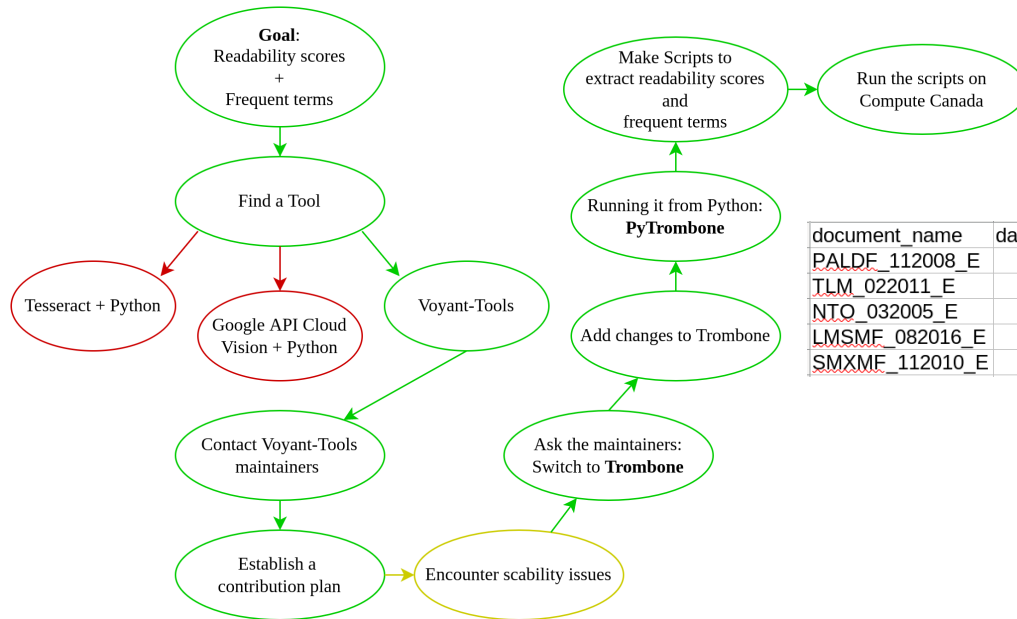 Goal:
Readability scores
+
Frequent terms
Find a Tool
Tesseract + Python
Google API Cloud
Vision + Python
Voyant-Tools
Contact Voyant-Tools
maintainers
Establish a
contribution plan
Encounter scability issues
Ask the maintainers:
Switch to Trombone
Add changes to Trombone
Running it from Python:
PyTrombone
Make Scripts to
extract readability scores
and
frequent terms
Run the scripts on
Compute Canada
document_name da
PALDF_112008_E
TLM_022011_E
NTO_032005_E
LMSMF_082016_E
SMXMF_112010_E